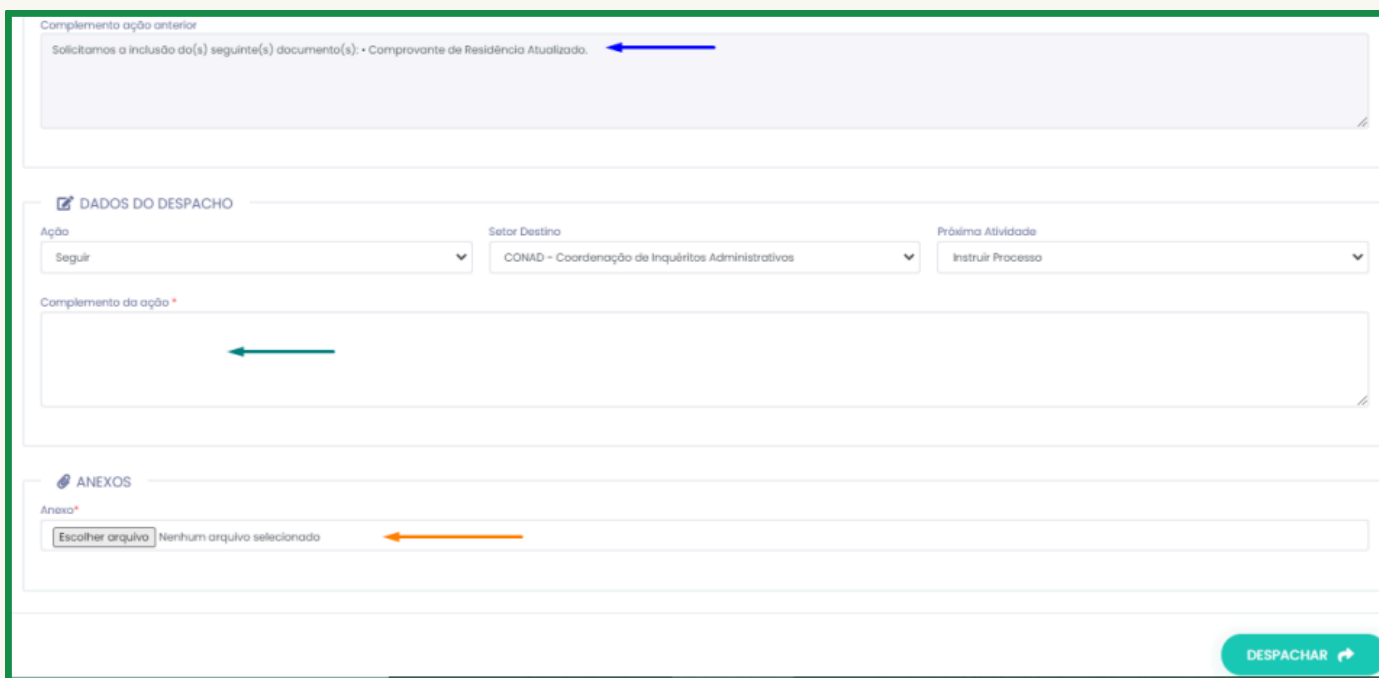 Complemento ação anterior
Solicitamos a inclusão do(s) seguinte(s) documento(s): • Comprovante de Residência Atualizado.
DADOS DO DESPACHO
Ação
Setor Destino
Próxima Atividade
Seguir
CONAD - Coordenação de Inquéritos Administrativos
Instruir Processo
Complemento da ação *
ANEXOS
Anexo*
Escolher arquivo Nenhum arquivo selecionado
DESPACHAR